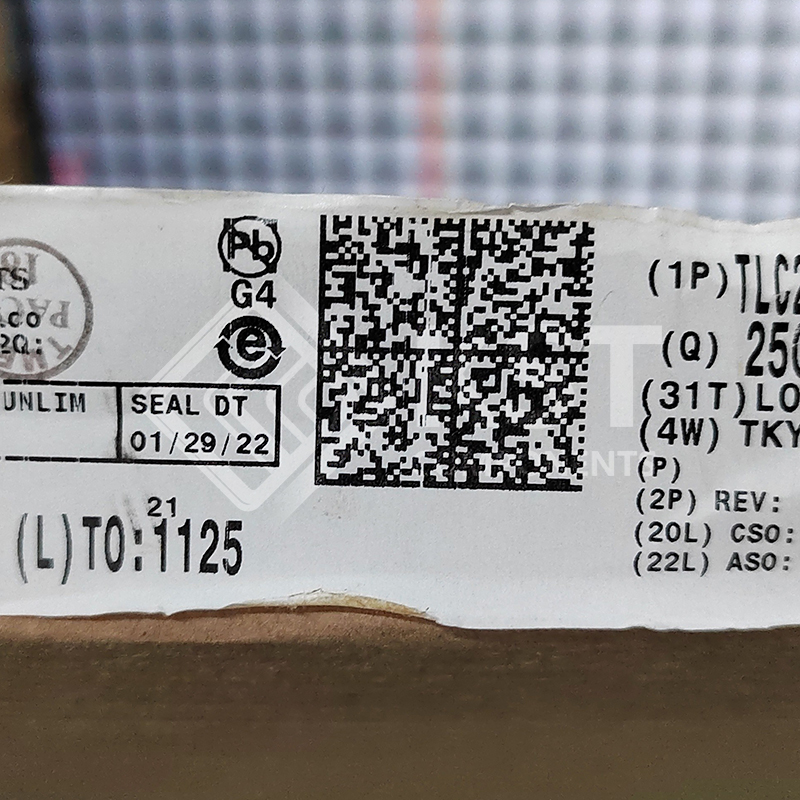 Pb
G4
e
UNLIM
SEAL DT
01/29/22
21
(L)TO:1125
(1P)TLC2
(Q) 250
(31T)LO
(4W) TKY
(P)
(2P) REV:
(20L) CSO:
(22L) ASO:
2Q: